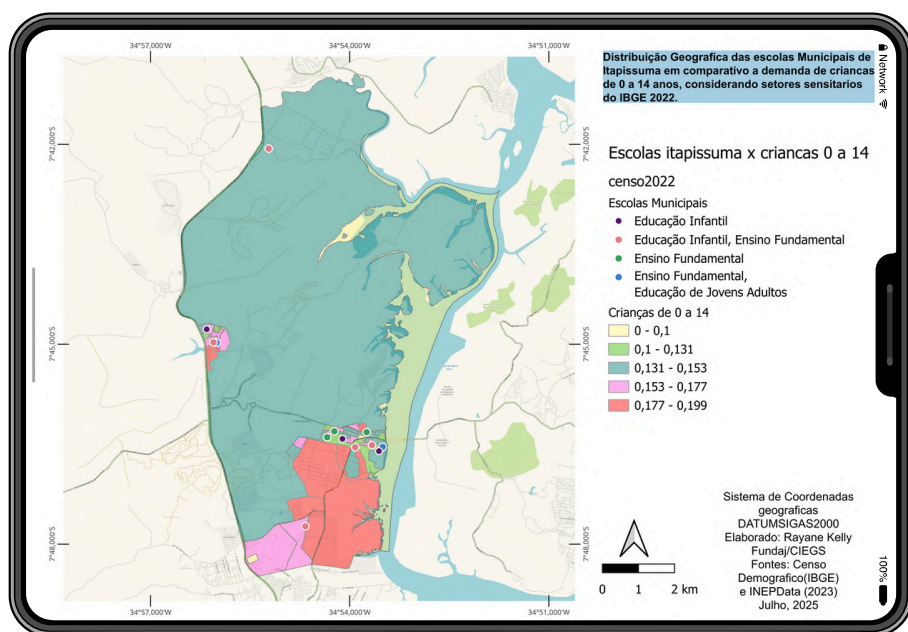 34°57,000'W
34°54,000'W
34°51,000'W
7°42,000'S
7°45,000'S
7°48,000'S
7°42,000'S
7°45,000'S
7°48,000'S
34°57,000'W
34°54,000'W
34°51,000'W
Distribuição Geografica das escolas Municipais de
Itapissuma em comparativo a demanda de criancas
de 0 a 14 anos, considerando setores sensitarios
do IBGE 2022.
Network
Escolas itapissuma x criancas 0 a 14
censo2022
Escolas Municipais
Educação Infantil
Educação Infantil, Ensino Fundamental
Ensino Fundamental
Ensino Fundamental,
Educação de Jovens Adultos
Crianças de 0 a 14
0 - 0,1
0,1 - 0,131
0,131 - 0,153
0,153 - 0,177
0,177 - 0,199
0 1 2 km
Sistema de Coordenadas
geograficas
DATUMSIGAS2000
Elaborado: Rayane Kelly
Fundaj/CIEGS
Fontes: Censo
Demografico(IBGE)
e INEPData (2023)
Julho, 2025
100%